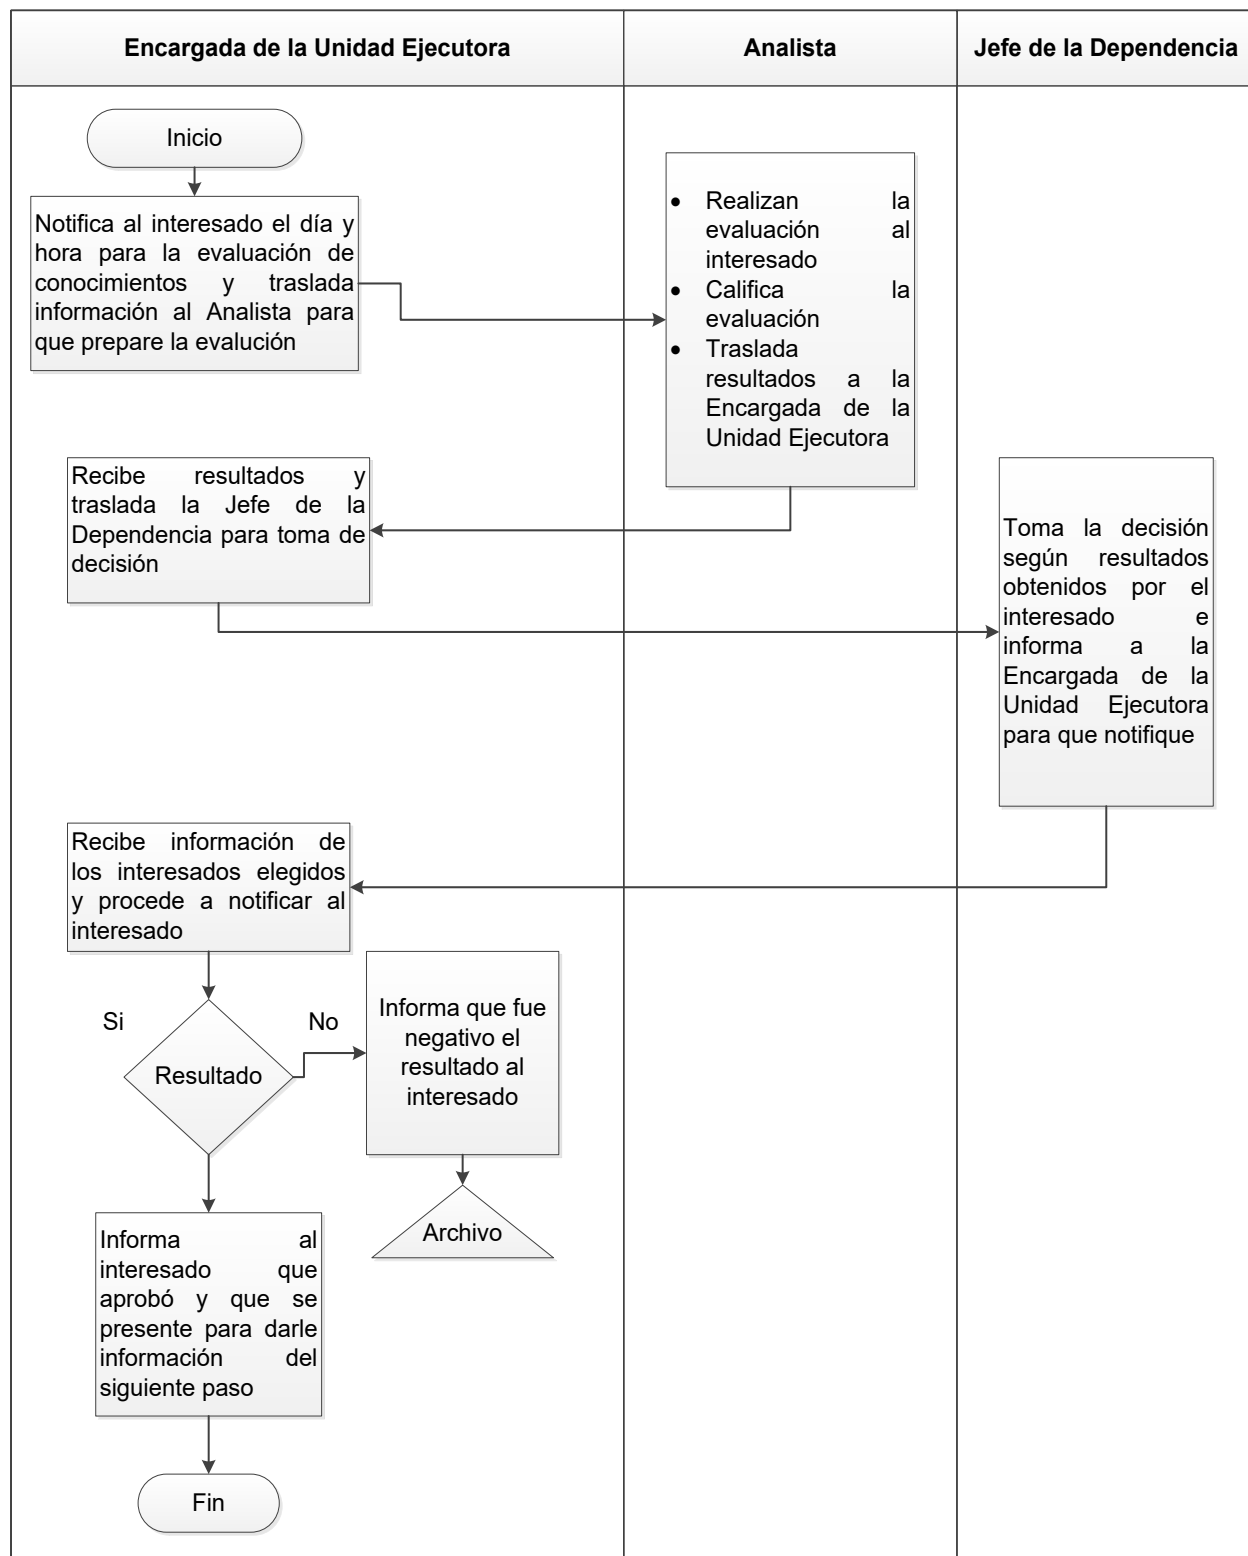 Encargada de la Unidad Ejecutora
Analista
Jefe de la Dependencia
Inicio
Notifica al interesado el día y
hora para la evaluación de
conocimientos y traslada
información al Analista para
que prepare la evalución
• Realizan la
evaluación al
interesado
• Califica la
evaluación
• Traslada
resultados a la
Encargada de la
Unidad Ejecutora
Recibe resultados y
traslada la Jefe de la
Dependencia para toma de
decisión
Toma la decisión
según resultados
obtenidos por el
interesado e
informa a la
Encargada de la
Unidad Ejecutora
para que notifique
Recibe información de
los interesados elegidos
y procede a notificar al
interesado
Si
No
Resultado
Informa que fue
negativo el
resultado al
interesado
Archivo
Informa al
interesado que
aprobó y que se
presente para darle
información del
siguiente paso
Fin